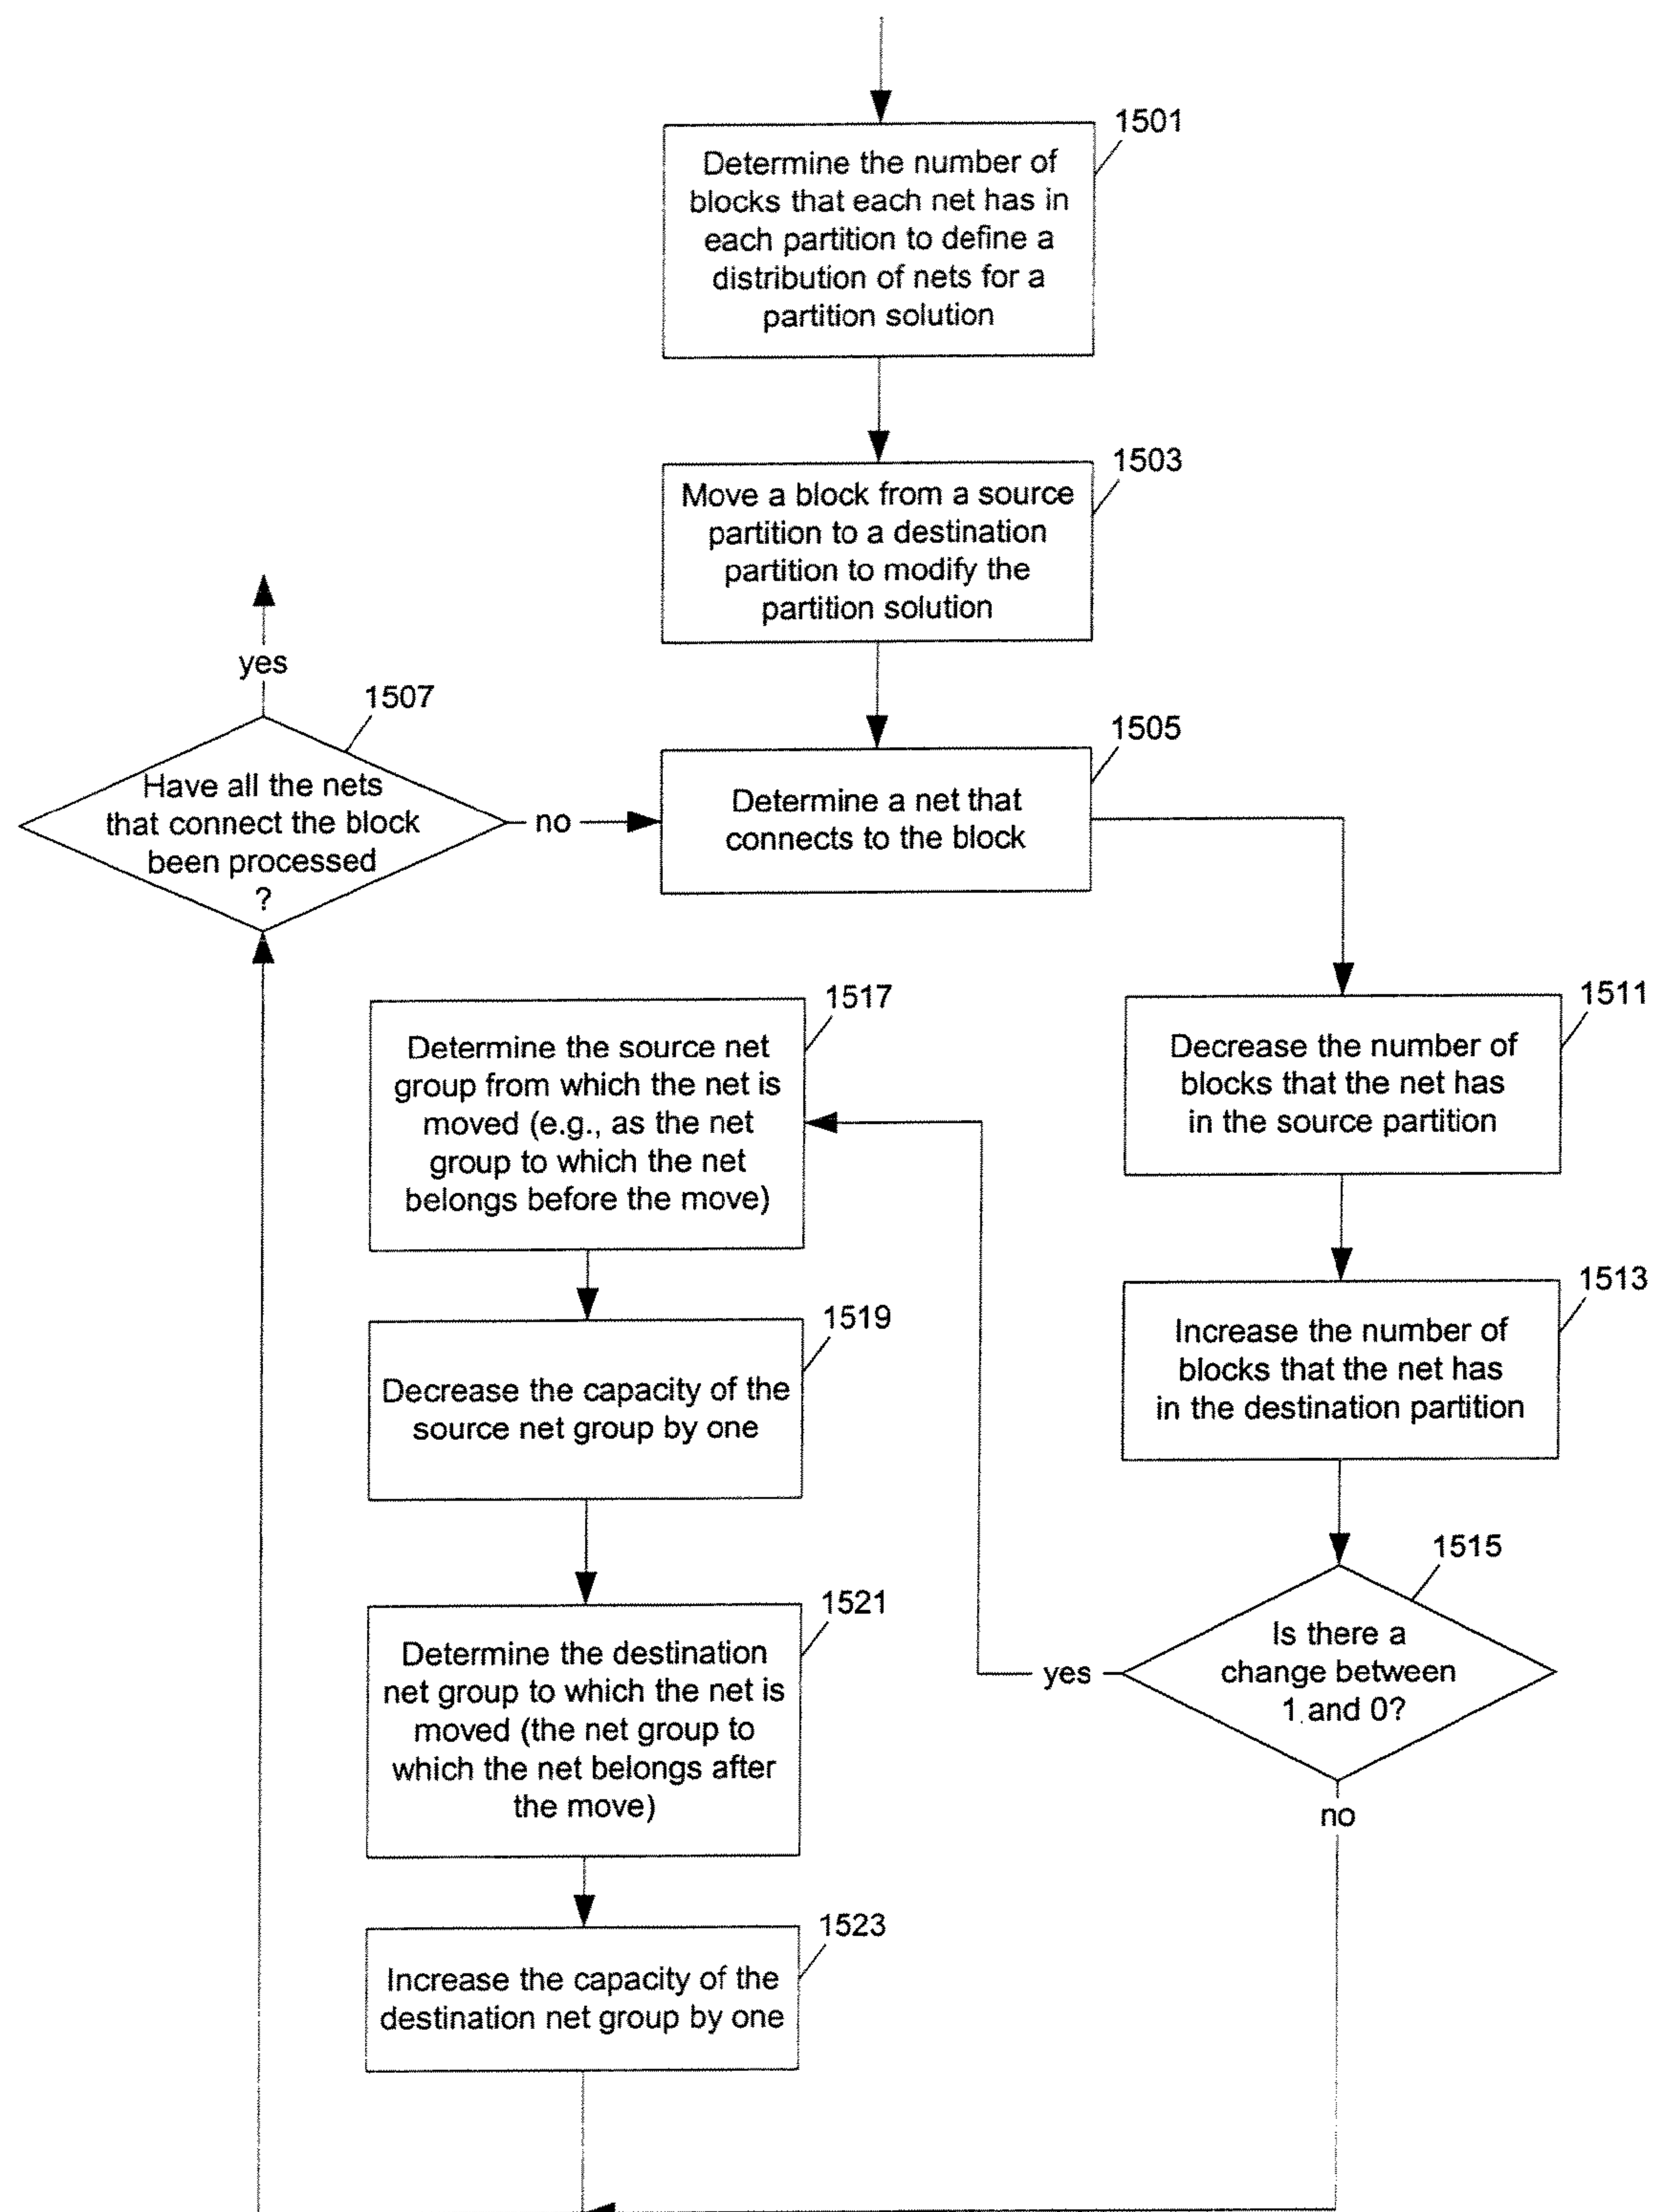 1501
Determine the number of
blocks that each net has in
each partition to define a
distribution of nets for a
partition solution
1503
Move a block from a source
partition to a destination
partition to modify the
partition solution
yes
1507
Have all the nets
that connect the block
been processed
?
no
1505
Determine a net that
connects to the block
1517
Determine the source net
group from which the net is
moved (e.g., as the net
group to which the net
belongs before the move)
1511
Decrease the number of
blocks that the net has
in the source partition
1519
Decrease the capacity of the
source net group by one
1513
Increase the number of
blocks that the net has
in the destination partition
1521
Determine the destination
net group to which the net is
moved (the net group to
which the net belongs after
the move)
1515
Is there a
change between
1 and 0?
yes
no
1523
Increase the capacity of the
destination net group by one